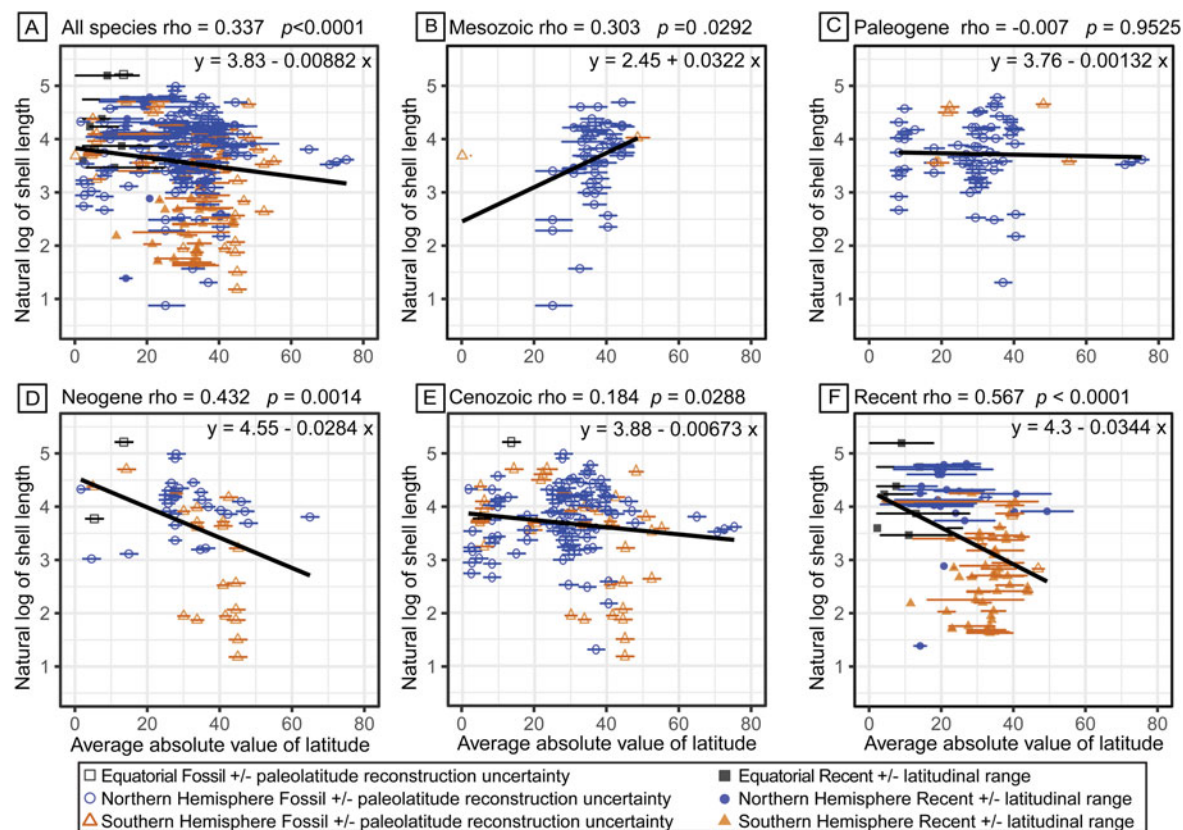 A All species rho = 0.337 p<0.0001
y = 3.83 - 0.00882 x
Natural log of shell length
5
4
3
2
1
0 20 40 60 80
B Mesozoic rho = 0.303 p =0 .0292
y = 2.45 + 0.0322 x
Natural log of shell length
5
4
3
2
1
0 20 40 60 80
C Paleogene rho = -0.007 p = 0.9525
y = 3.76 - 0.00132 x
Natural log of shell length
5
4
3
2
1
0 20 40 60 80
D Neogene rho = 0.432 p = 0.0014
y = 4.55 - 0.0284 x
Natural log of shell length
5
4
3
2
1
0 20 40 60 80
Average absolute value of latitude
E Cenozoic rho = 0.184 p = 0.0288
y = 3.88 - 0.00673 x
Natural log of shell length
5
4
3
2
1
0 20 40 60 80
Average absolute value of latitude
F Recent rho = 0.567 p < 0.0001
y = 4.3 - 0.0344 x
Natural log of shell length
5
4
3
2
1
0 20 40 60 80
Average absolute value of latitude
Equatorial Fossil +/- paleolatitude reconstruction uncertainty
Northern Hemisphere Fossil +/- paleolatitude reconstruction uncertainty
Southern Hemisphere Fossil +/- paleolatitude reconstruction uncertainty
Equatorial Recent +/- latitudinal range
Northern Hemisphere Recent +/- latitudinal range
Southern Hemisphere Recent +/- latitudinal range